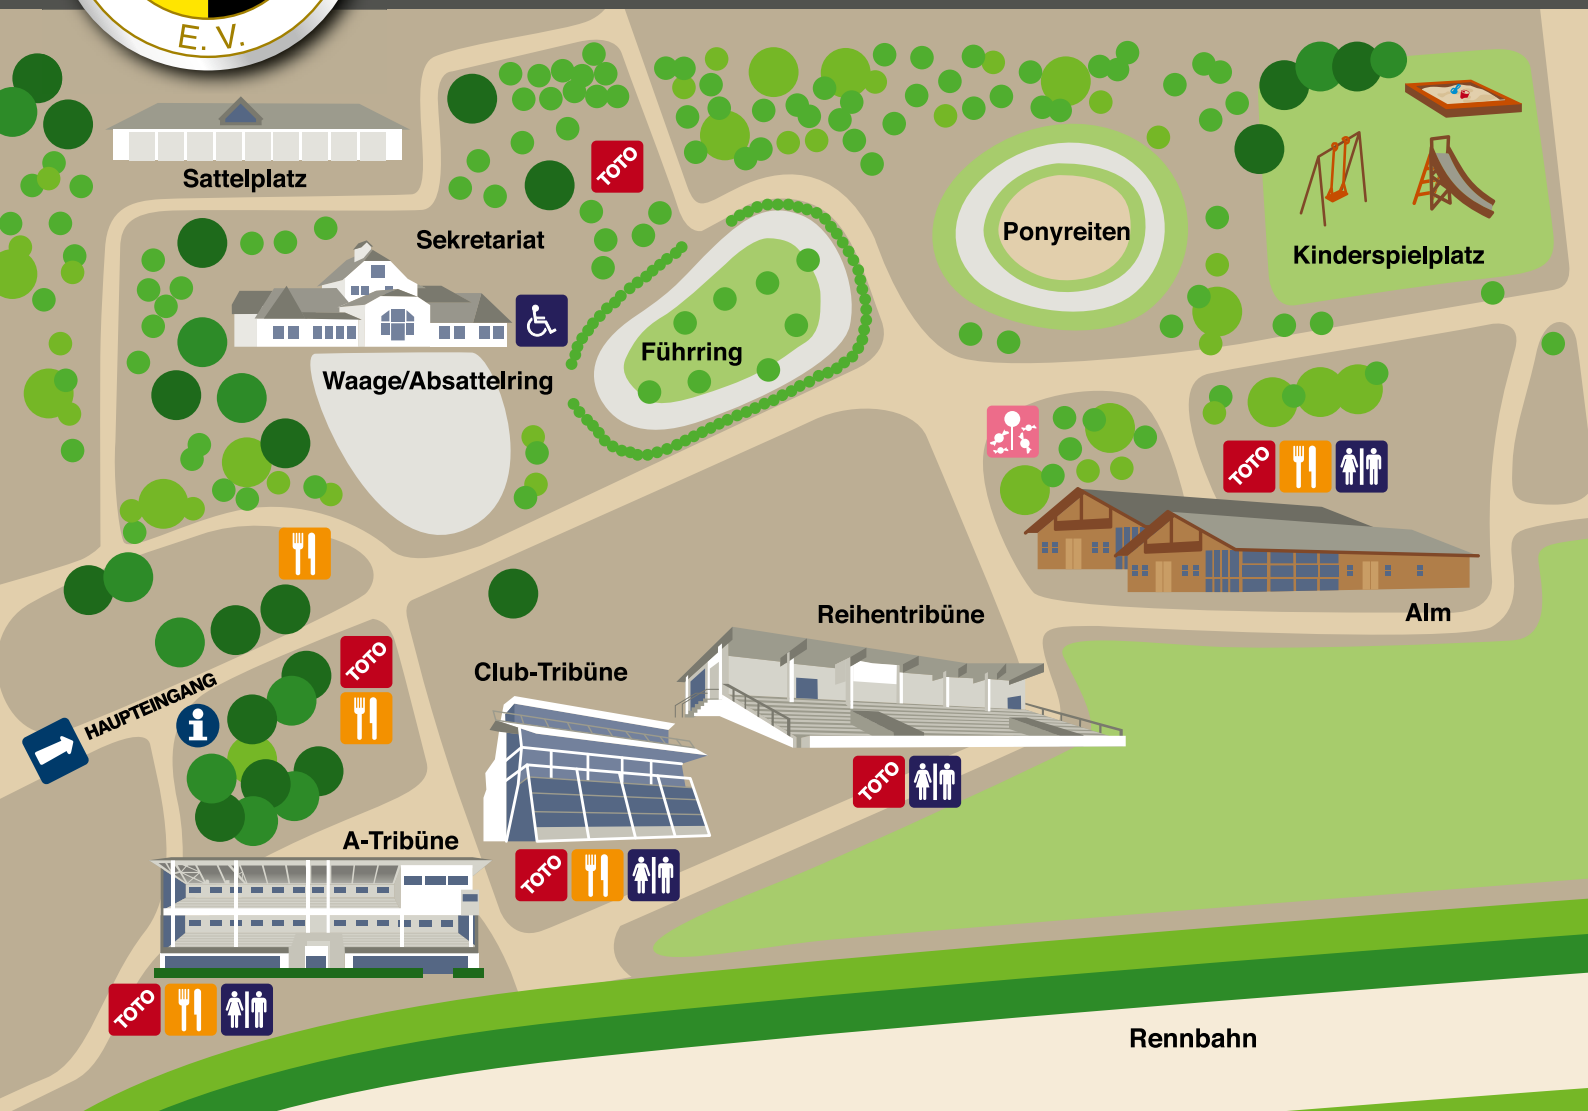 E. V.
Sattelplatz
TOTO
Sekretariat
Ponyreiten
Kinderspielplatz
Führring
Waage/Absattelring
TOTO
Alm
Reihentribüne
TOTO
Club-Tribüne
HAUPTEINGANG
i
TOTO
A-Tribüne
TOTO
TOTO
Rennbahn